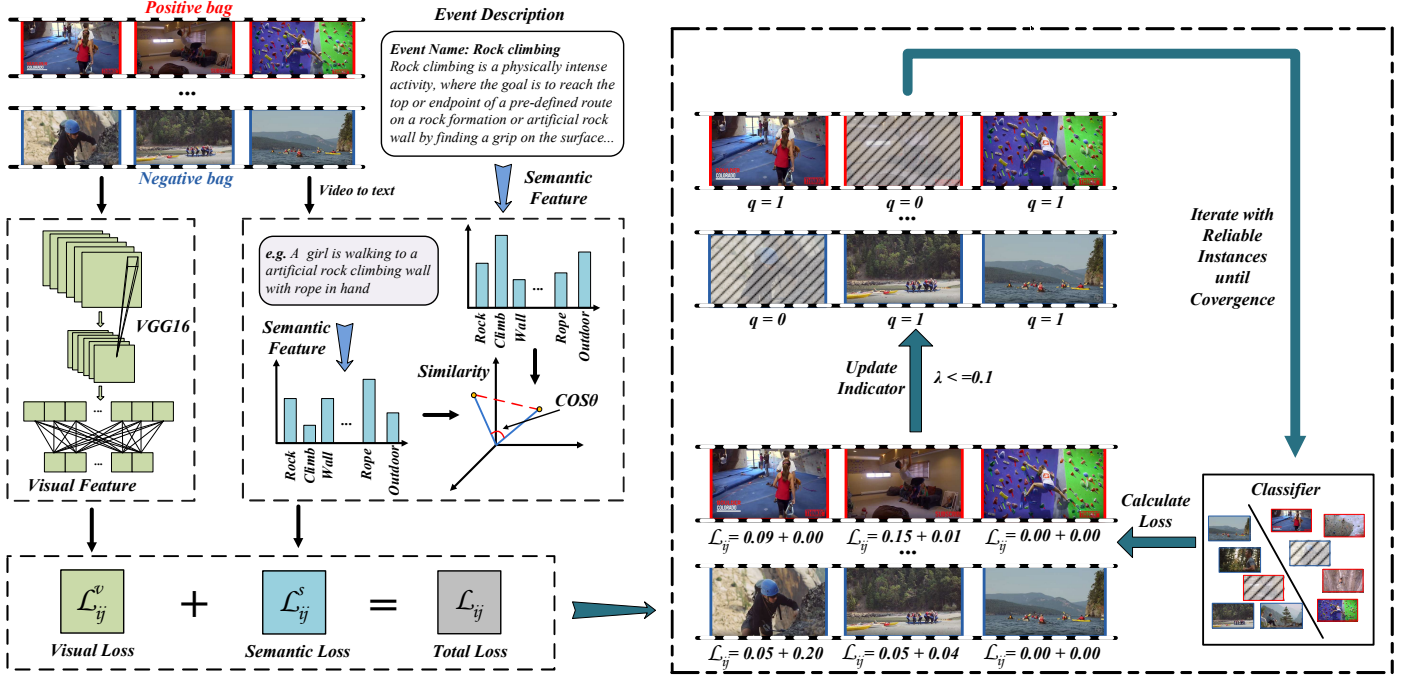 Positive bag
...
Negative bag
Event Description
Event Name: Rock climbing
Rock climbing is a physically intense
activity, where the goal is to reach the
top or endpoint of a pre-defined route
on a rock formation or artificial rock
wall by finding a grip on the surface...
Video to text
Semantic
Feature
VGG16
...
...
Visual Feature
e.g. A girl is walking to a
artificial rock climbing wall
with rope in hand
Semantic
Feature
...
Rock
Climb
Wall
Rope
Outdoor
...
Rock
Climb
Wall
Rope
Outdoor
Similarity
COSθ
ℒᵛᵢⱼ + ℒˢᵢⱼ = ℒᵢⱼ
Visual Loss
Semantic Loss
Total Loss
COLORADO
q = 1
q = 0
q = 1
...
q = 0
q = 1
q = 1
Update
Indicator
λ < =0.1
Iterate with
Reliable
Instances
until
Covergence
COLORADO
ℒᵢⱼ= 0.09 + 0.00
ℒᵢⱼ= 0.15 + 0.01
ℒᵢⱼ= 0.00 + 0.00
...
ℒᵢⱼ= 0.05 + 0.20
ℒᵢⱼ= 0.05 + 0.04
ℒᵢⱼ= 0.00 + 0.00
Calculate
Loss
Classifier